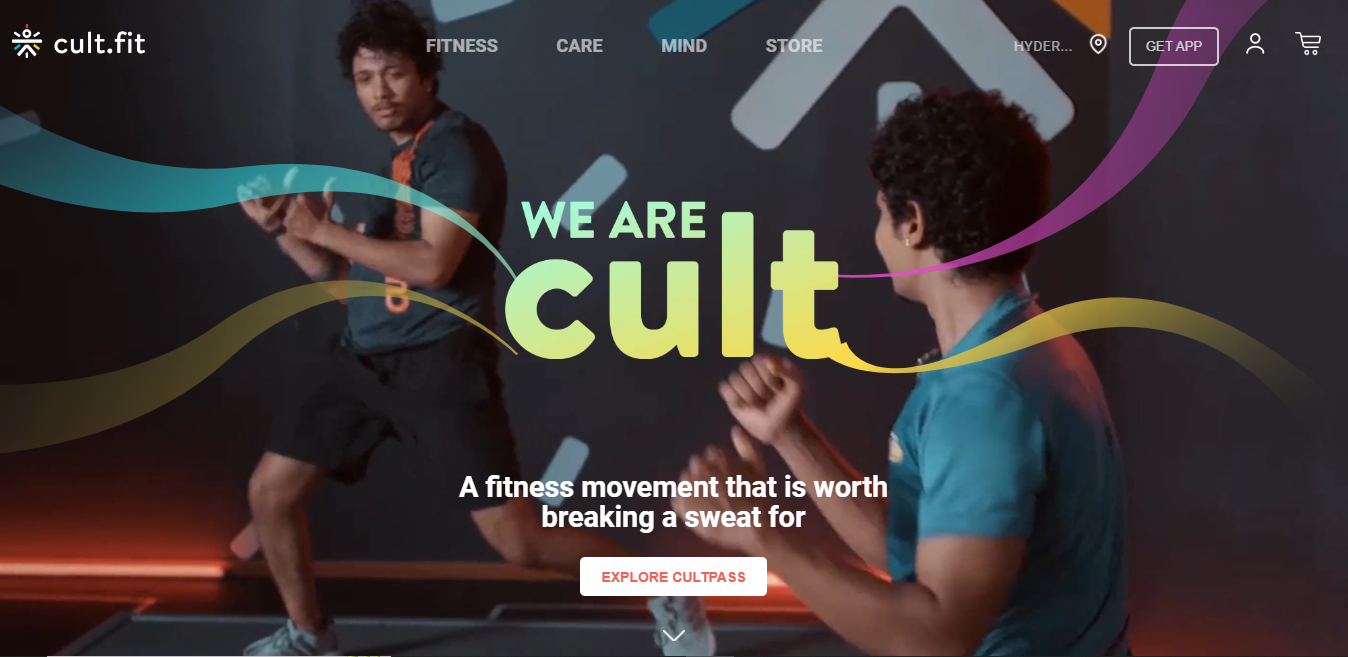 cult.fit
FITNESS CARE MIND STORE
HYDER... GET APP
WE ARE
cult
A fitness movement that is worth
breaking a sweat for
EXPLORE CULTPASS